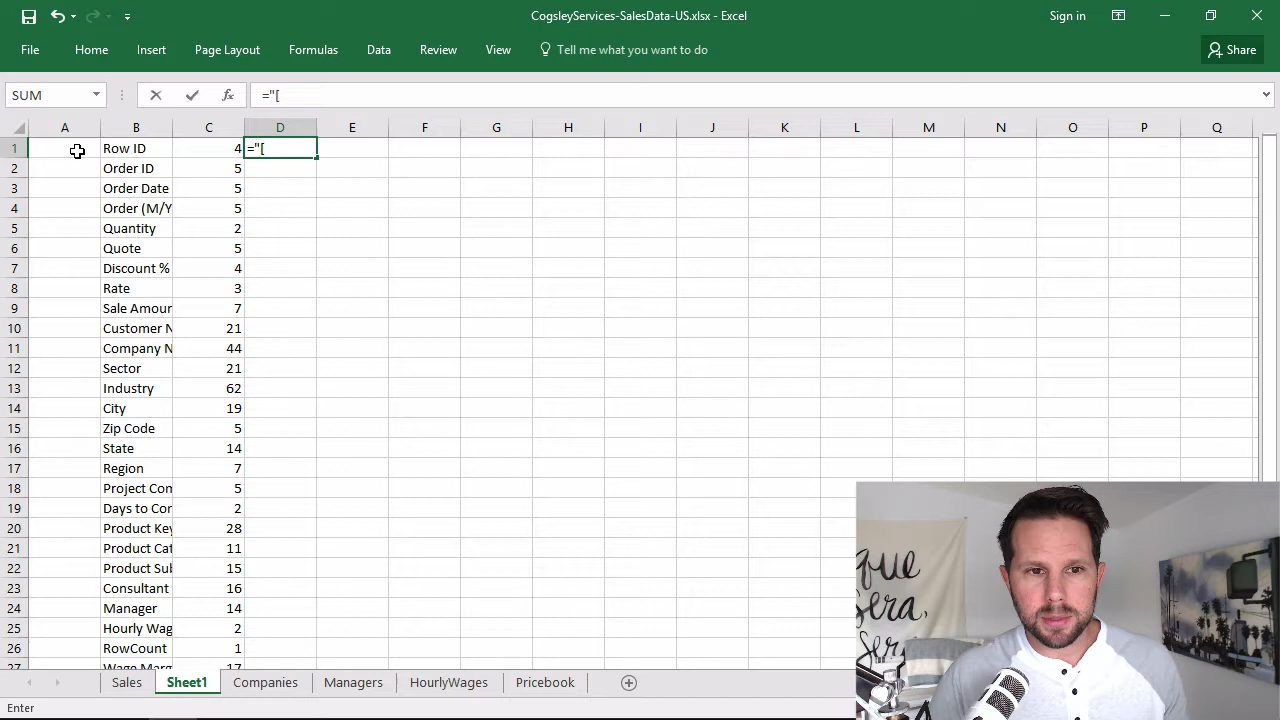 CogsleyServices-SalesData-US.xlsx - Excel
Sign in
File Home Insert Page Layout Formulas Data Review View Tell me what you want to do Share
SUM fx ="[
A B C D E F G H I J K L M N O P Q
1 Row ID 4 ="[
2 Order ID 5
3 Order Date 5
4 Order (M/Y 5
5 Quantity 2
6 Quote 5
7 Discount % 4
8 Rate 3
9 Sale Amour 7
10 Customer N 21
11 Company N 44
12 Sector 21
13 Industry 62
14 City 19
15 Zip Code 5
16 State 14
17 Region 7
18 Project Con 5
19 Days to Cor 2
20 Product Key 28
21 Product Cat 11
22 Product Sub 15
23 Consultant 16
24 Manager 14
25 Hourly Wag 2
26 RowCount 1
27 Wage Marg 17
que
Sera,
Ser
Sales Sheet1 Companies Managers HourlyWages Pricebook
Enter